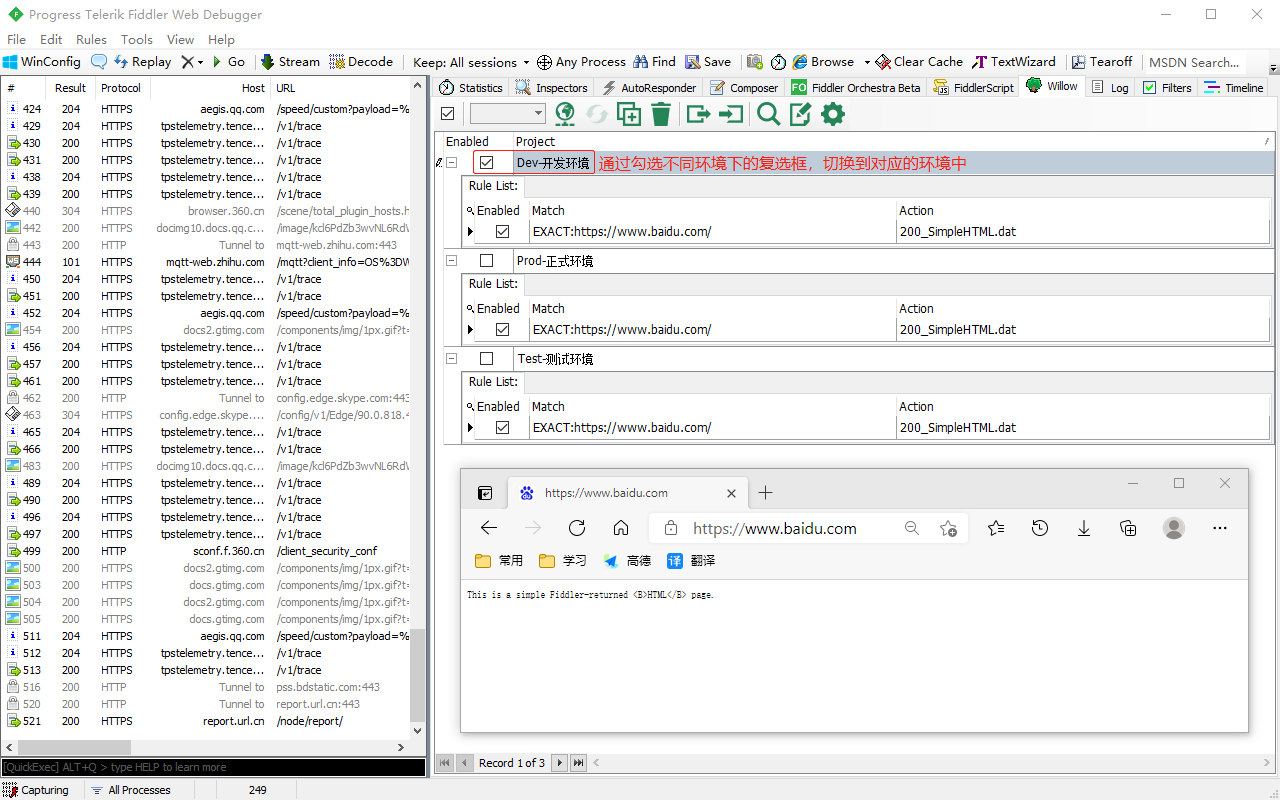 Progress Telerik Fiddler Web Debugger
File Edit Rules Tools View Help
WinConfig Replay Go Stream Decode Keep: All sessions Any Process Find Save Browse Clear Cache TextWizard Tearoff MSDN Search...
# Result Protocol Host URL
424 204 HTTPS aegis.qq.com /speed/custom?payload=%
429 204 HTTPS tpstelemetry.tence... /v1/trace
430 200 HTTPS tpstelemetry.tence... /v1/trace
431 200 HTTPS tpstelemetry.tence... /v1/trace
438 204 HTTPS tpstelemetry.tence... /v1/trace
439 200 HTTPS tpstelemetry.tence... /v1/trace
440 304 HTTPS browser.360.cn /scene/total_plugin_hosts.h
442 200 HTTPS docimg10.docs.qq.c... /image/kcl6PdZb3wvNL6RdW
443 200 HTTP Tunnel to mqtt-web.zhihu.com:443
444 101 HTTPS mqtt-web.zhihu.com /mqtt?client_info=OS%3DW
450 204 HTTPS tpstelemetry.tence... /v1/trace
451 200 HTTPS tpstelemetry.tence... /v1/trace
452 204 HTTPS aegis.qq.com /speed/custom?payload=%
454 200 HTTPS docs2.gtimg.com /components/img/1px.gif?t=
456 204 HTTPS tpstelemetry.tence... /v1/trace
457 200 HTTPS tpstelemetry.tence... /v1/trace
461 200 HTTPS tpstelemetry.tence... /v1/trace
462 200 HTTP Tunnel to config.edge.skype.com:443
463 304 HTTPS config.edge.skype.... /config/v1/Edge/90.0.818.4
465 204 HTTPS tpstelemetry.tence... /v1/trace
466 200 HTTPS tpstelemetry.tence... /v1/trace
483 200 HTTPS docimg10.docs.qq.c... /image/kcl6PdZb3wvNL6RdW
489 204 HTTPS tpstelemetry.tence... /v1/trace
490 200 HTTPS tpstelemetry.tence... /v1/trace
496 204 HTTPS tpstelemetry.tence... /v1/trace
497 200 HTTPS tpstelemetry.tence... /v1/trace
499 200 HTTP sconf.f.360.cn /client_security_conf
500 200 HTTPS docs2.gtimg.com /components/img/1px.gif?t=
503 200 HTTPS docs.gtimg.com /components/img/1px.gif?t=
504 200 HTTPS docs2.gtimg.com /components/img/1px.gif?t=
505 200 HTTPS docs.gtimg.com /components/img/1px.gif?t=
511 204 HTTPS aegis.qq.com /speed/custom?payload=%
512 204 HTTPS tpstelemetry.tence... /v1/trace
513 200 HTTPS tpstelemetry.tence... /v1/trace
516 200 HTTP Tunnel to pss.bdstatic.com:443
520 200 HTTP Tunnel to report.url.cn:443
521 200 HTTPS report.url.cn /node/report/
[QuickExec] ALT+Q > type HELP to learn more
Capturing All Processes 249
Statistics Inspectors AutoResponder Composer FO Fiddler Orchestra Beta FiddlerScript Willow Log Filters Timeline
Enabled Project
Dev-开发环境 通过勾选不同环境下的复选框，切换到对应的环境中
Rule List:
Enabled Match Action
EXACT:https://www.baidu.com/ 200_SimpleHTML.dat
Prod-正式环境
Rule List:
Enabled Match Action
EXACT:https://www.baidu.com/ 200_SimpleHTML.dat
Test-测试环境
Rule List:
Enabled Match Action
EXACT:https://www.baidu.com/ 200_SimpleHTML.dat
https://www.baidu.com
https://www.baidu.com
常用 学习 高德 译 翻译
This is a simple Fiddler-returned <B>HTML</B> page.
Record 1 of 3